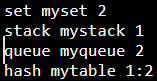 set myset 2
stack mystack 1
queue myqueue 2
hash mytable 1:2